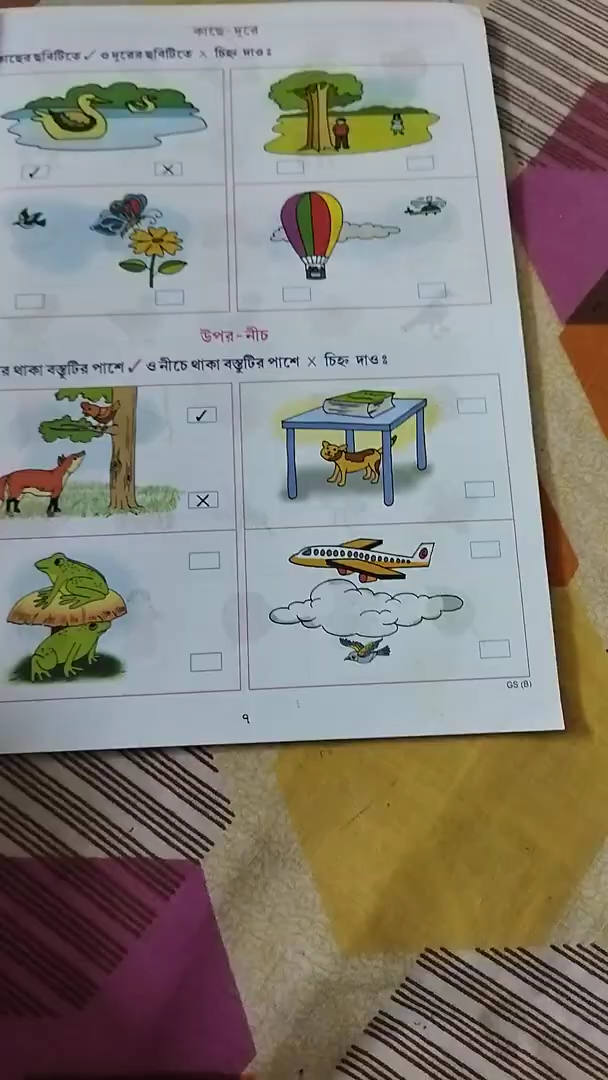 কাছে-দূরে
কাছের ছবিটিতে ✓ ও দূরের ছবিটিতে × চিহ্ন দাও ঃ
✓ ×
উপর-নীচ
র থাকা বস্তুটির পাশে ✓ ও নীচে থাকা বস্তুটির পাশে × চিহ্ন দাও ঃ
✓
×
GS (B)
৭